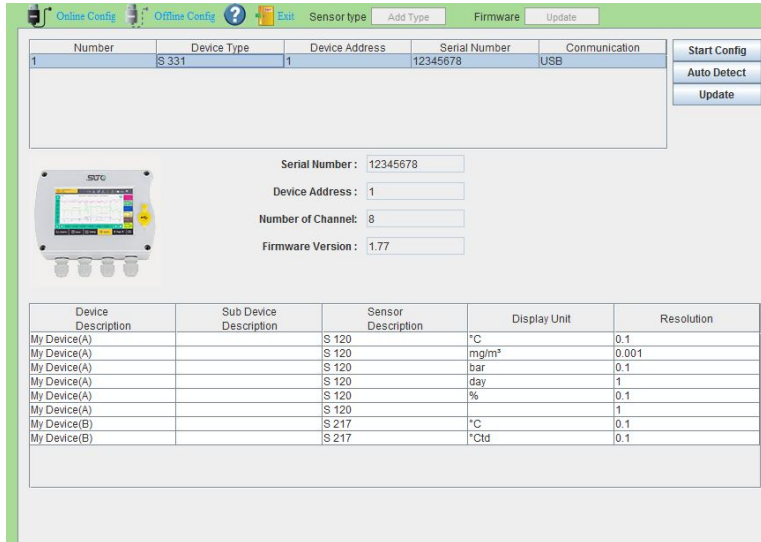 Online Config Offline Config ? Exit Sensor type Add Type Firmware Update
Number Device Type Device Address Serial Number Conmunication
1 S 331 1 12345678 USB
Start Config
Auto Detect
Update
SUTO
Serial Number : 12345678
Device Address : 1
Number of Channel: 8
Firmware Version : 1.77
Device Description Sub Device Description Sensor Description Display Unit Resolution
My Device(A) S 120 °C 0.1
My Device(A) S 120 mg/m³ 0.001
My Device(A) S 120 bar 0.1
My Device(A) S 120 day 1
My Device(A) S 120 % 0.1
My Device(A) S 120 1
My Device(B) S 217 °C 0.1
My Device(B) S 217 °Ctd 0.1